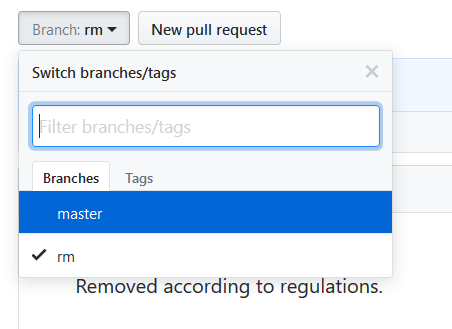 Branch: rm
New pull request
Switch branches/tags
Filter branches/tags
Branches
Tags
master
rm
Removed according to regulations.